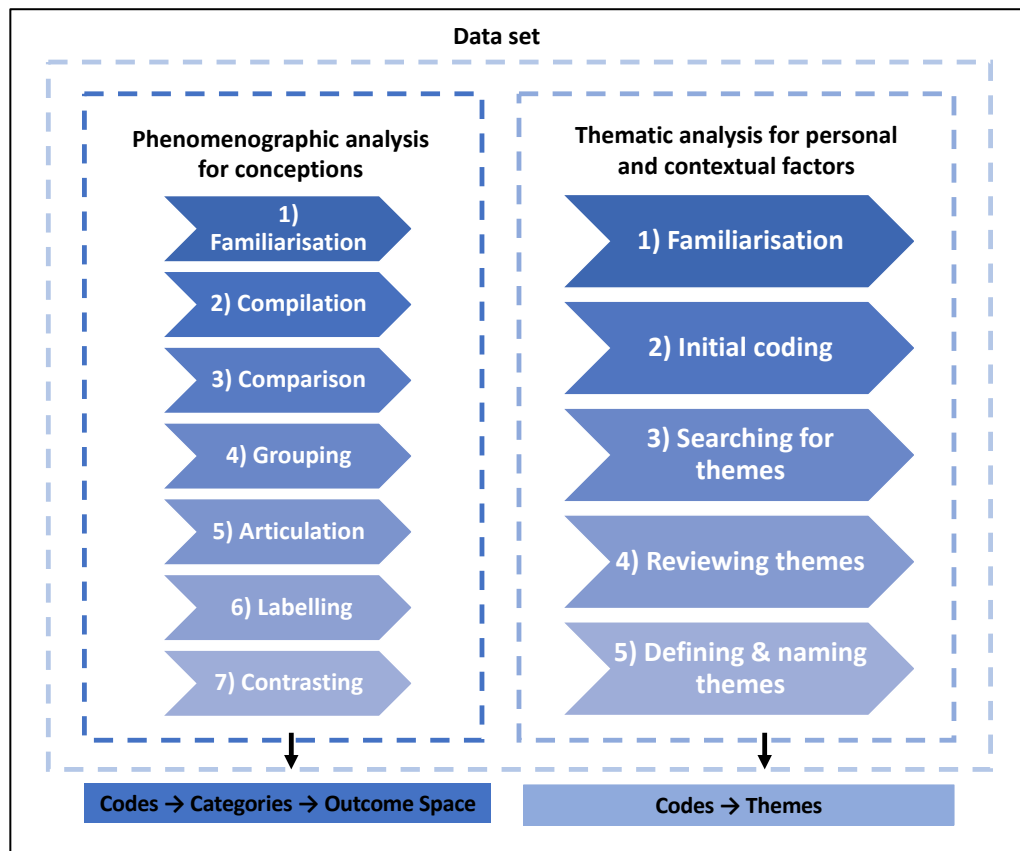 Data set
Phenomenographic analysis
for conceptions
1)
Familiarisation
2) Compilation
3) Comparison
4) Grouping
5) Articulation
6) Labelling
7) Contrasting
Codes → Categories → Outcome Space
Thematic analysis for personal
and contextual factors
1) Familiarisation
2) Initial coding
3) Searching for
themes
4) Reviewing themes
5) Defining & naming
themes
Codes → Themes